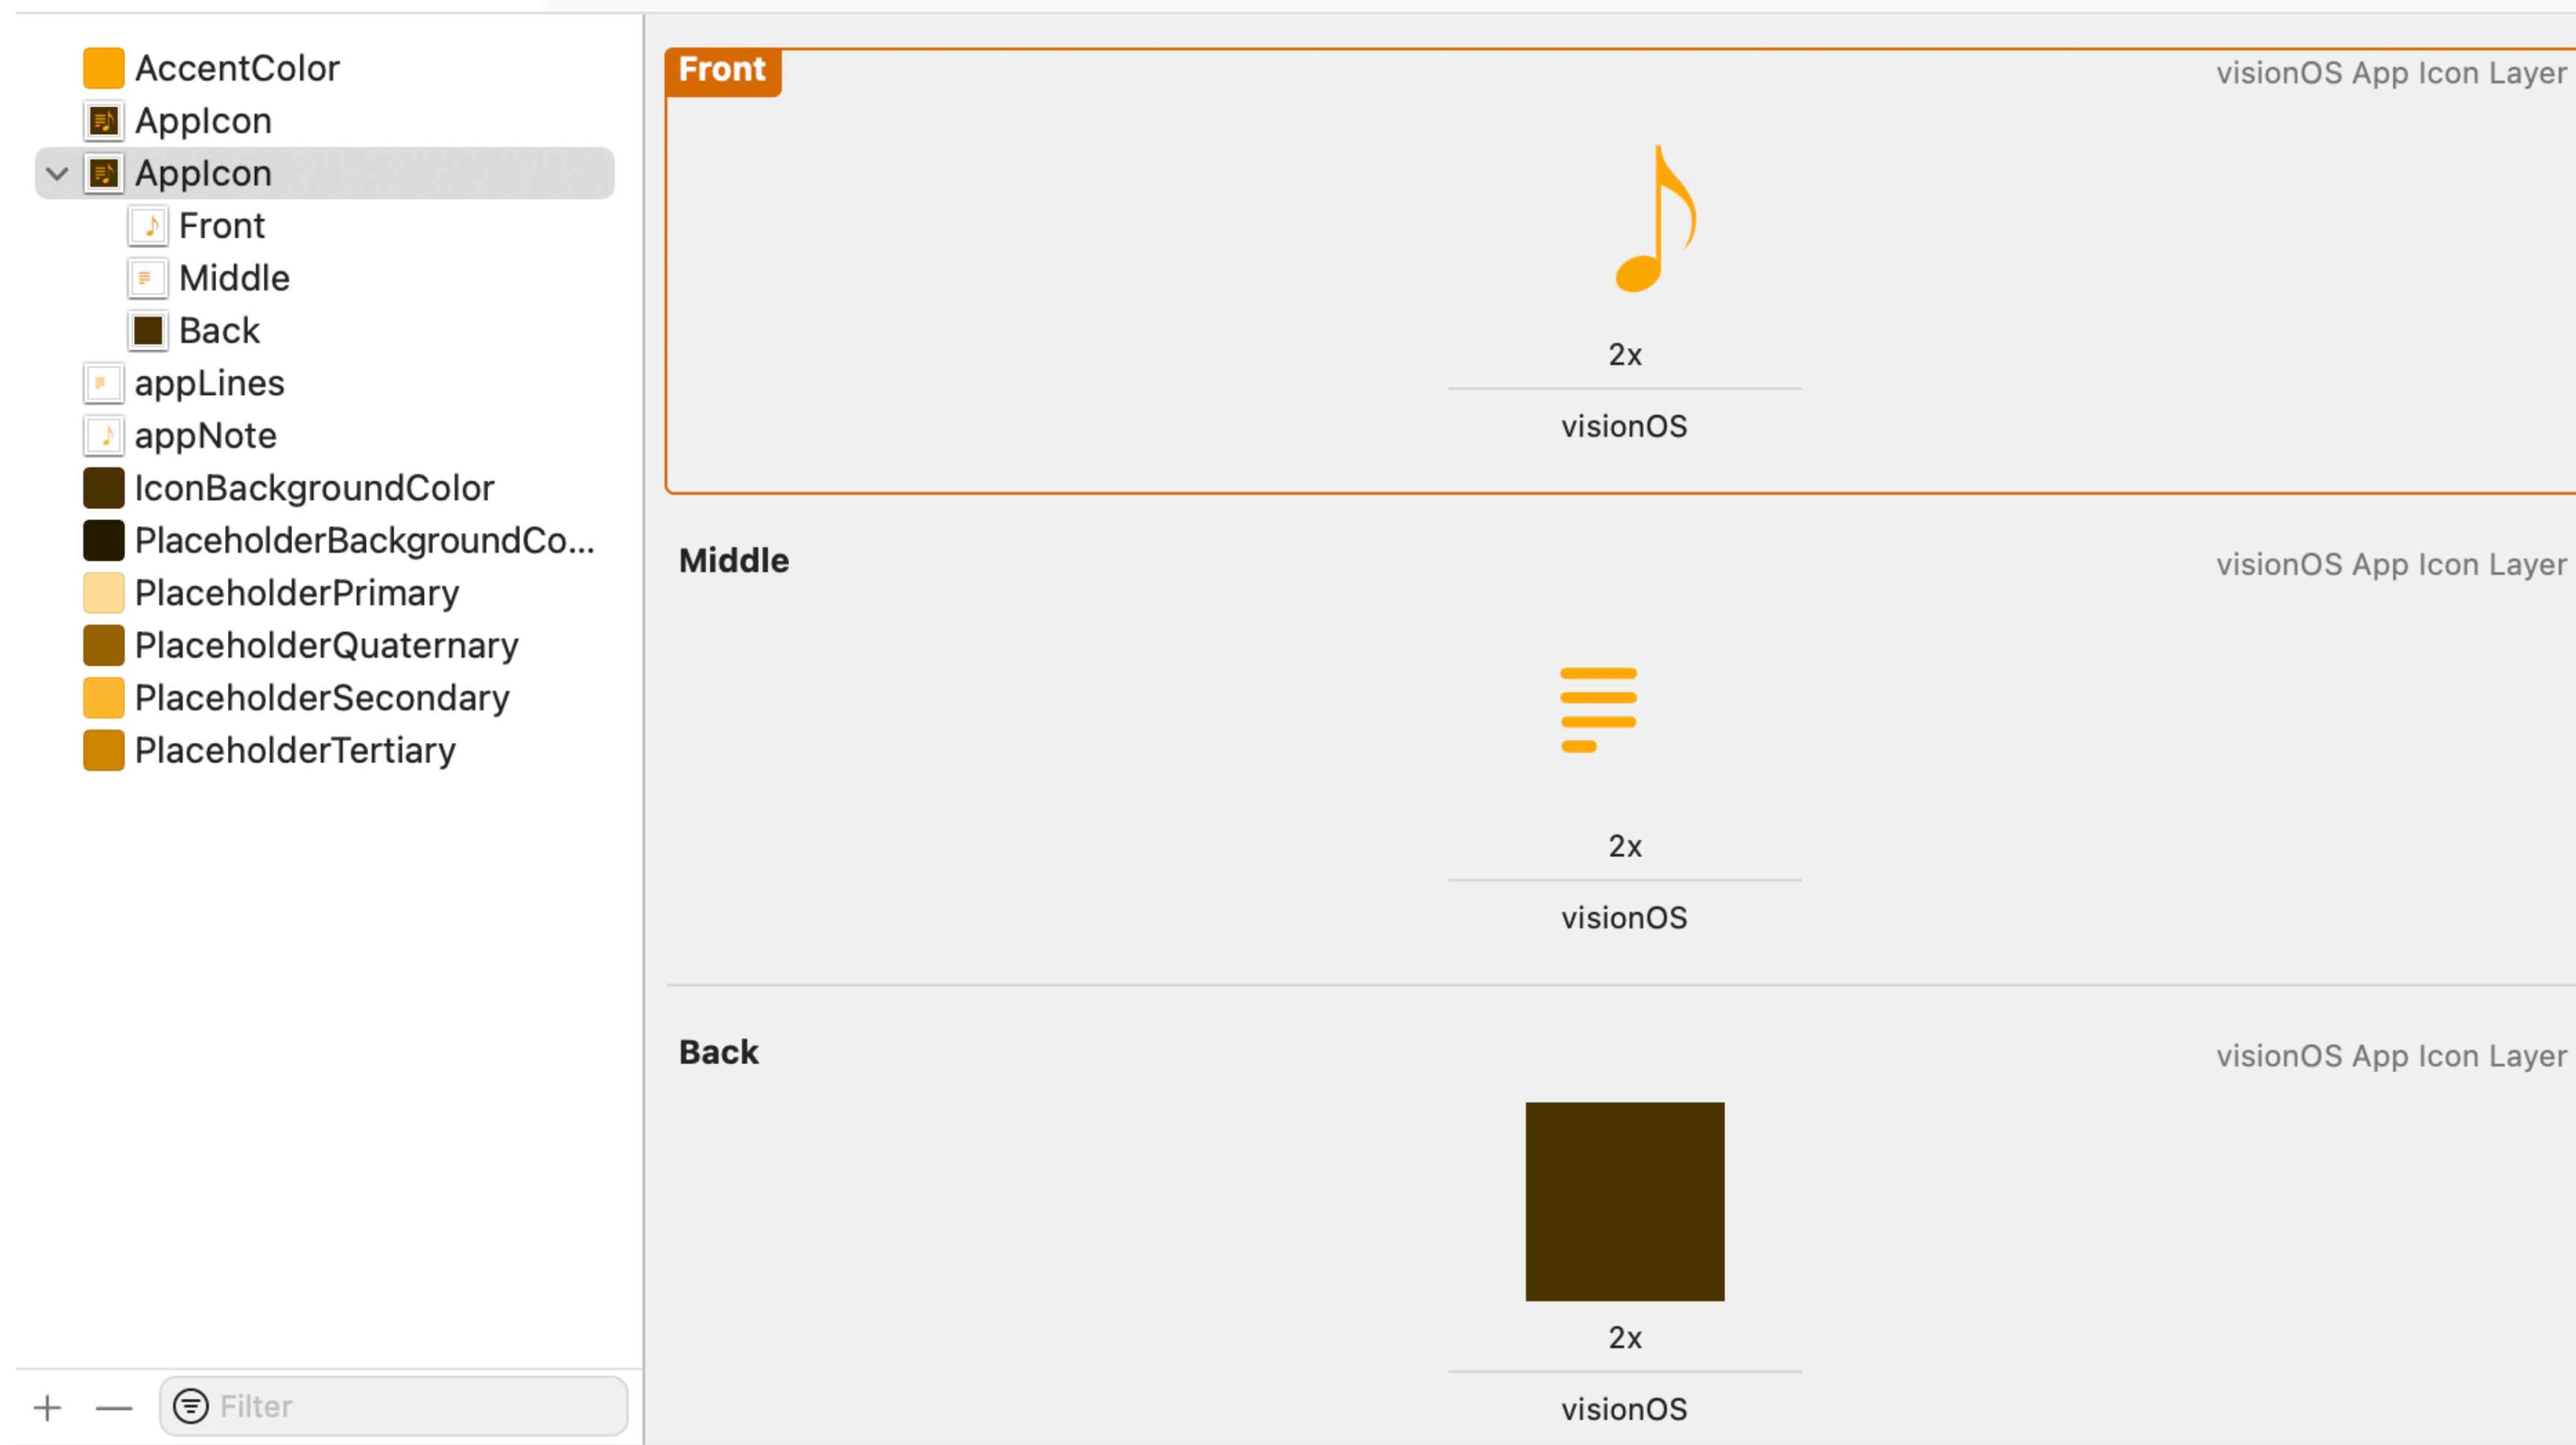 AccentColor
AppIcon
AppIcon
Front
Middle
Back
appLines
appNote
IconBackgroundColor
PlaceholderBackgroundCo...
PlaceholderPrimary
PlaceholderQuaternary
PlaceholderSecondary
PlaceholderTertiary
Filter
Front
visionOS App Icon Layer
2x
visionOS
Middle
visionOS App Icon Layer
2x
visionOS
Back
visionOS App Icon Layer
2x
visionOS